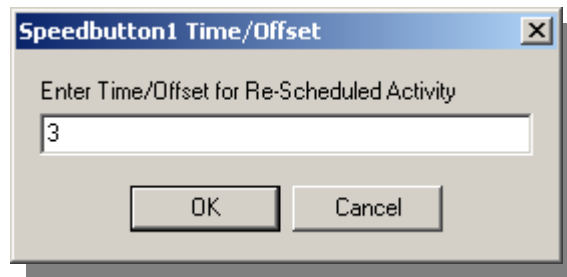 Speedbutton1 Time/Offset
Enter Time/Offset for Re-Scheduled Activity
3
OK Cancel